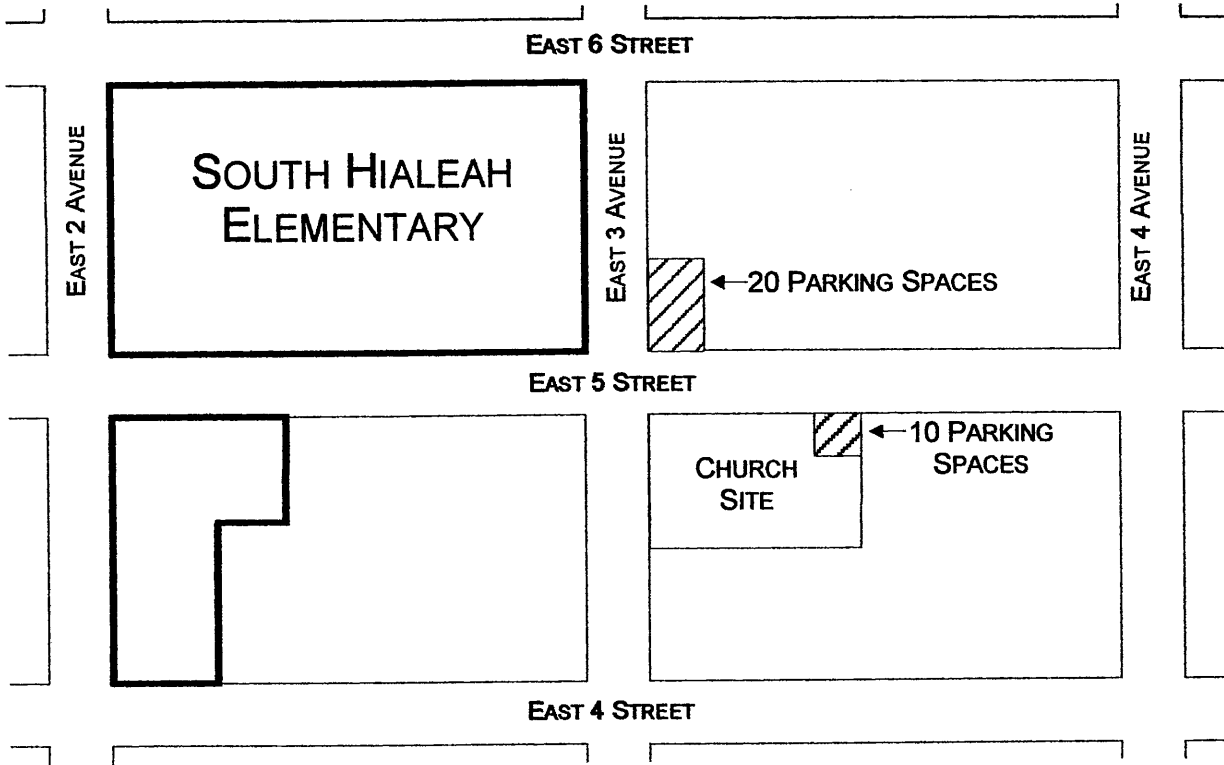 EAST 6 STREET
EAST 2 AVENUE
SOUTH HIALEAH
ELEMENTARY
EAST 3 AVENUE
EAST 4 AVENUE
20 PARKING SPACES
EAST 5 STREET
10 PARKING
SPACES
CHURCH
SITE
EAST 4 STREET